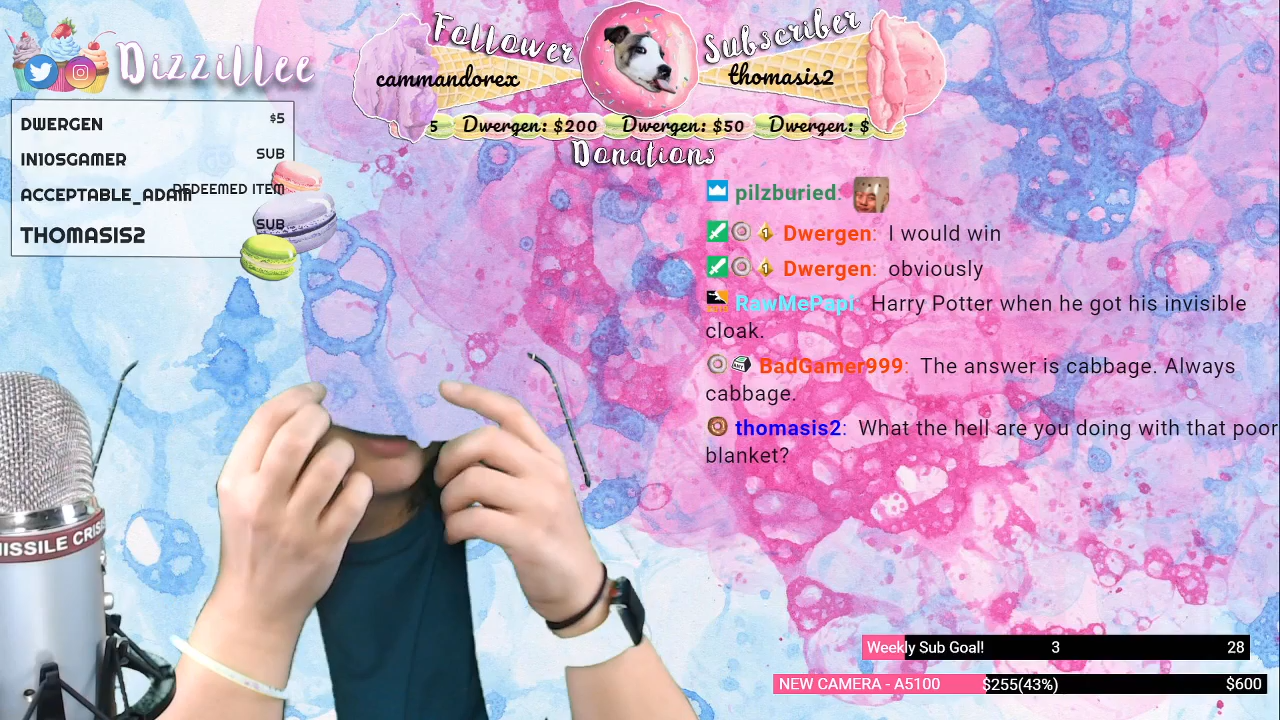 Dizzillee
Follower
cammandorex
Subscriber
thomasis2
5 Dwergen: $200 Dwergen: $50 Dwergen: $
Donations
DWERGEN $5
IN10SGAMER SUB
ACCEPTABLE_ADAM REDEEMED ITEM
THOMASIS2 SUB
pilzburied:
1 Dwergen: I would win
1 Dwergen: obviously
RawMePapi: Harry Potter when he got his invisible
cloak.
BadGamer999: The answer is cabbage. Always
cabbage.
thomasis2: What the hell are you doing with that poor
blanket?
MISSILE CRIS
Weekly Sub Goal! 3 28
NEW CAMERA - A5100 $255(43%) $600